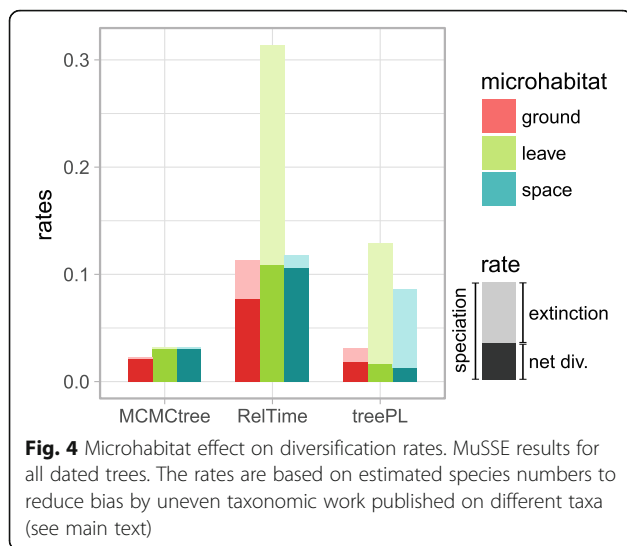 rates
0.3
0.2
0.1
0.0
MCMCtree RelTime treePL
microhabitat
ground
leave
space
rate
speciation
extinction
net div.
Fig. 4 Microhabitat effect on diversification rates. MuSSE results for
all dated trees. The rates are based on estimated species numbers to
reduce bias by uneven taxonomic work published on different taxa
(see main text)